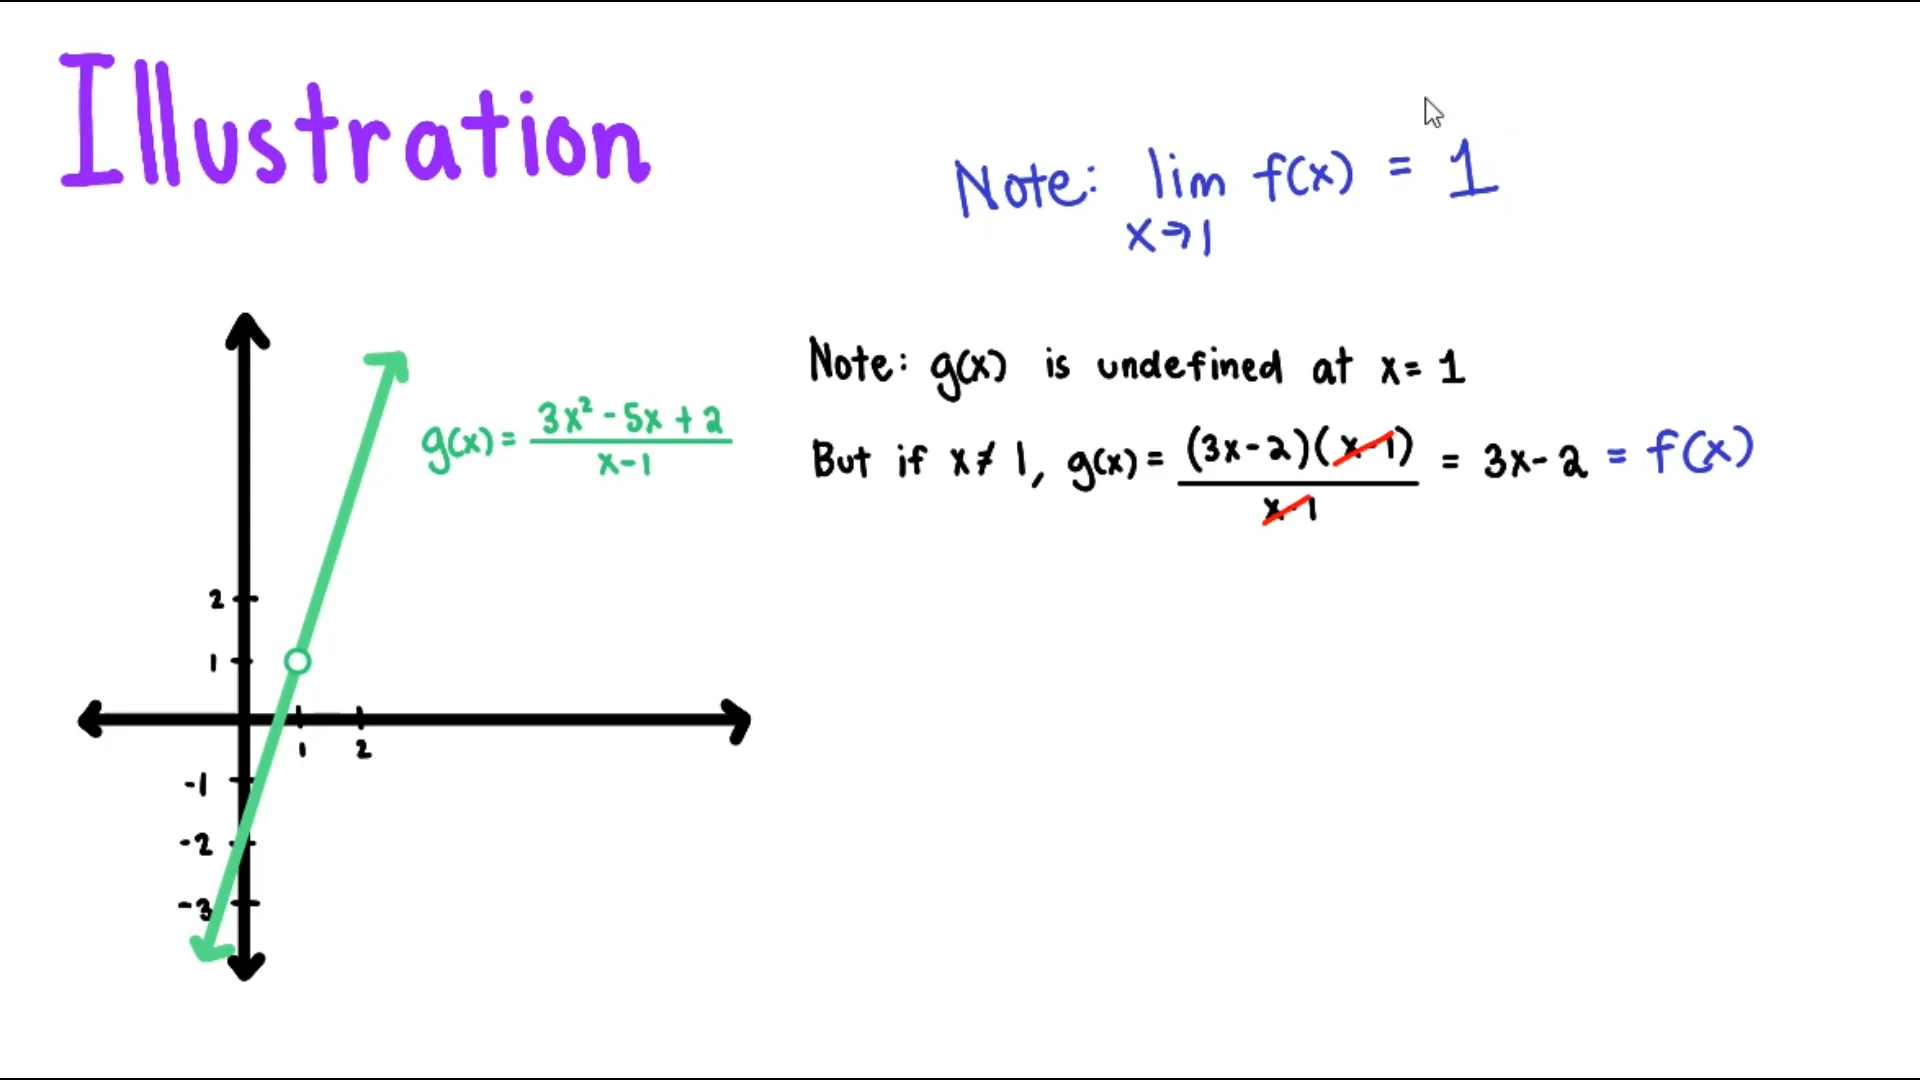 Illustration
Note: lim f(x) = 1
x→1
Note: g(x) is undefined at x = 1
g(x) = 3x² - 5x + 2
x-1
But if x ≠ 1, g(x) = (3x-2)(x-1) = 3x-2 = f(x)
x-1
2
1
1 2
-1
-2
-3